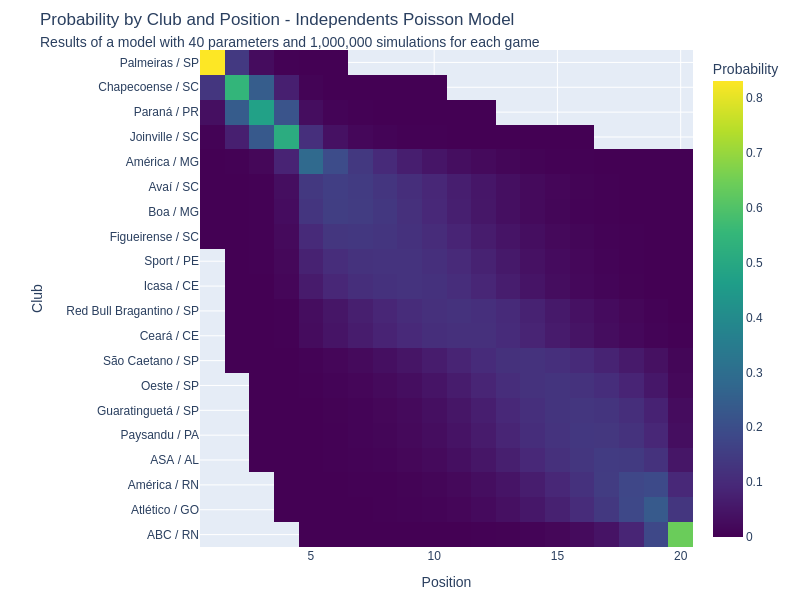 Probability by Club and Position - Independents Poisson Model
Results of a model with 40 parameters and 1,000,000 simulations for each game
Probability
Palmeiras / SP
Chapecoense / SC
Paraná / PR
Joinville / SC
América / MG
Avaí / SC
Boa / MG
Figueirense / SC
Sport / PE
Icasa / CE
Red Bull Bragantino / SP
Ceará / CE
São Caetano / SP
Oeste / SP
Guaratinguetá / SP
Paysandu / PA
ASA / AL
América / RN
Atlético / GO
ABC / RN
Club
5
10
15
20
Position
0.8
0.7
0.6
0.5
0.4
0.3
0.2
0.1
0